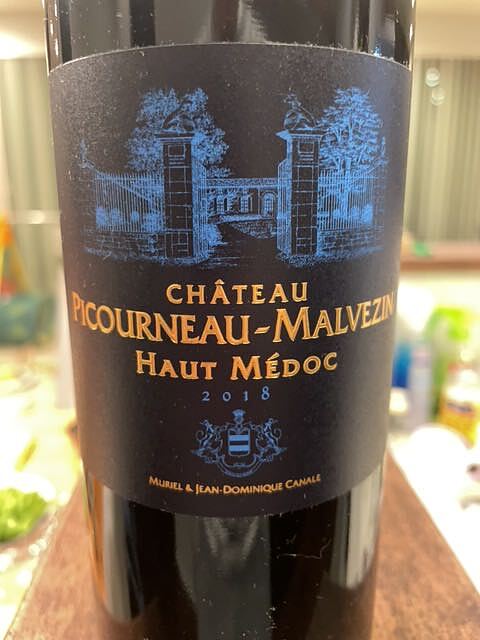 CHÂTEAU
PICOURNEAU-MALVEZIN
HAUT MÉDOC
2018
MURIEL & JEAN-DOMINIQUE CANALE